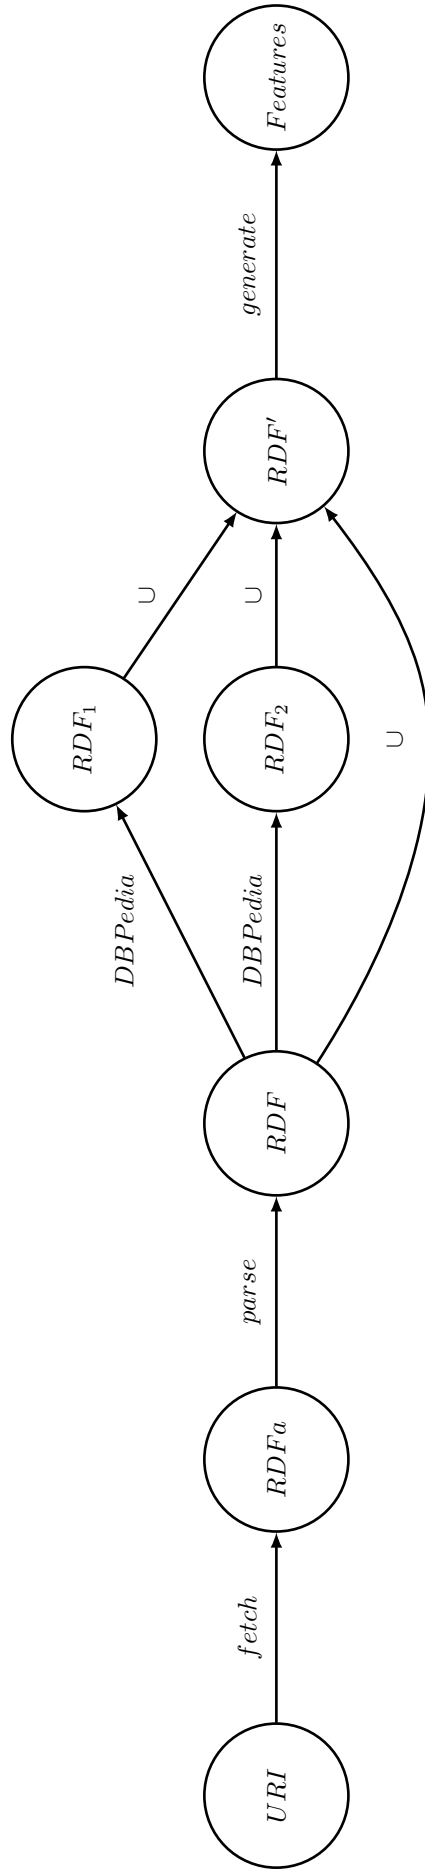 URI
fetch
RDFa
parse
RDF
DBPedia
DBPedia
RDF₁
RDF₂
∪
∪
∪
RDF′
generate
Features